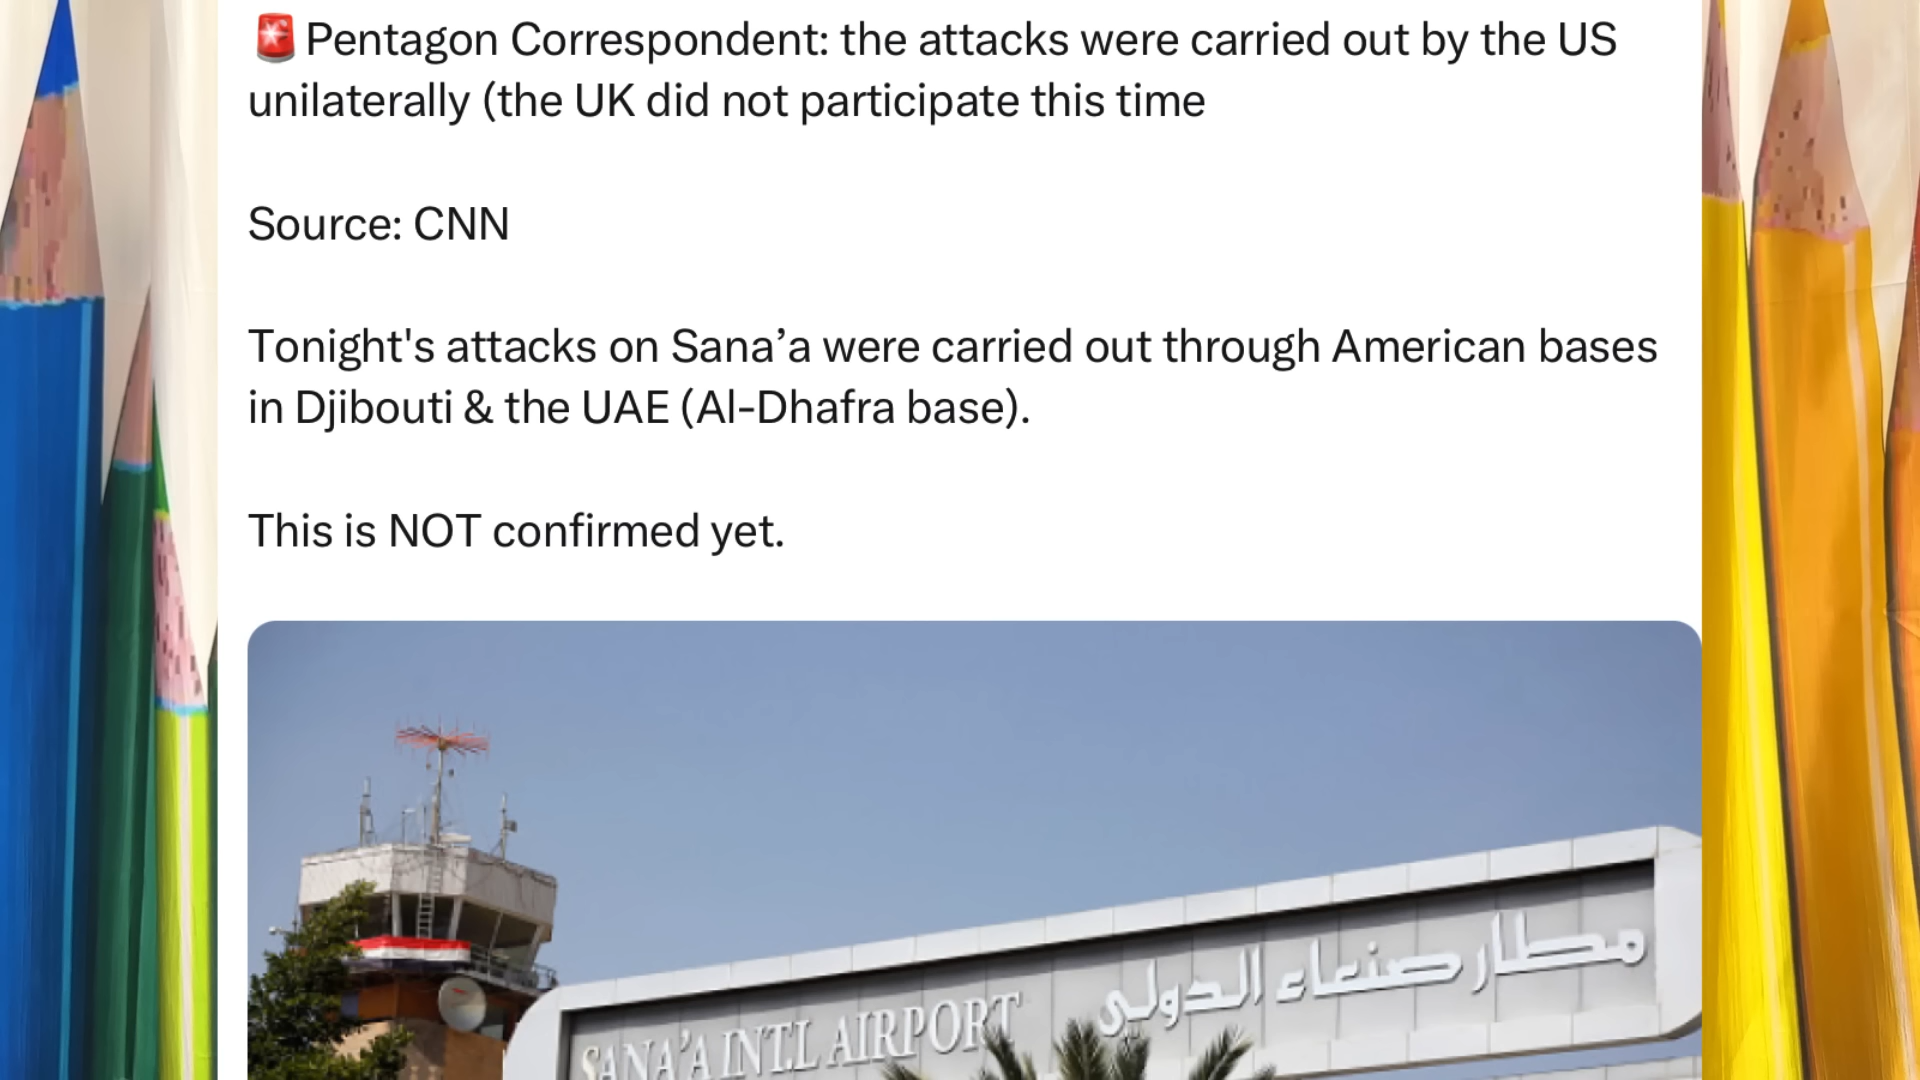 🚨Pentagon Correspondent: the attacks were carried out by the US
unilaterally (the UK did not participate this time
Source: CNN
Tonight's attacks on Sana’a were carried out through American bases
in Djibouti & the UAE (Al-Dhafra base).
This is NOT confirmed yet.
مطار صنعاء الدولي
SANA’A INT.L AIRPORT